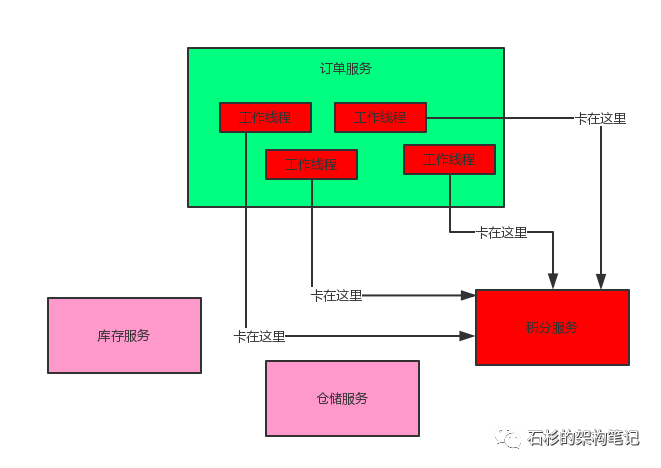 订单服务
工作线程
工作线程
卡在这里
工作线程
工作线程
卡在这里
卡在这里
积分服务
库存服务
卡在这里
仓储服务
石杉的架构笔记